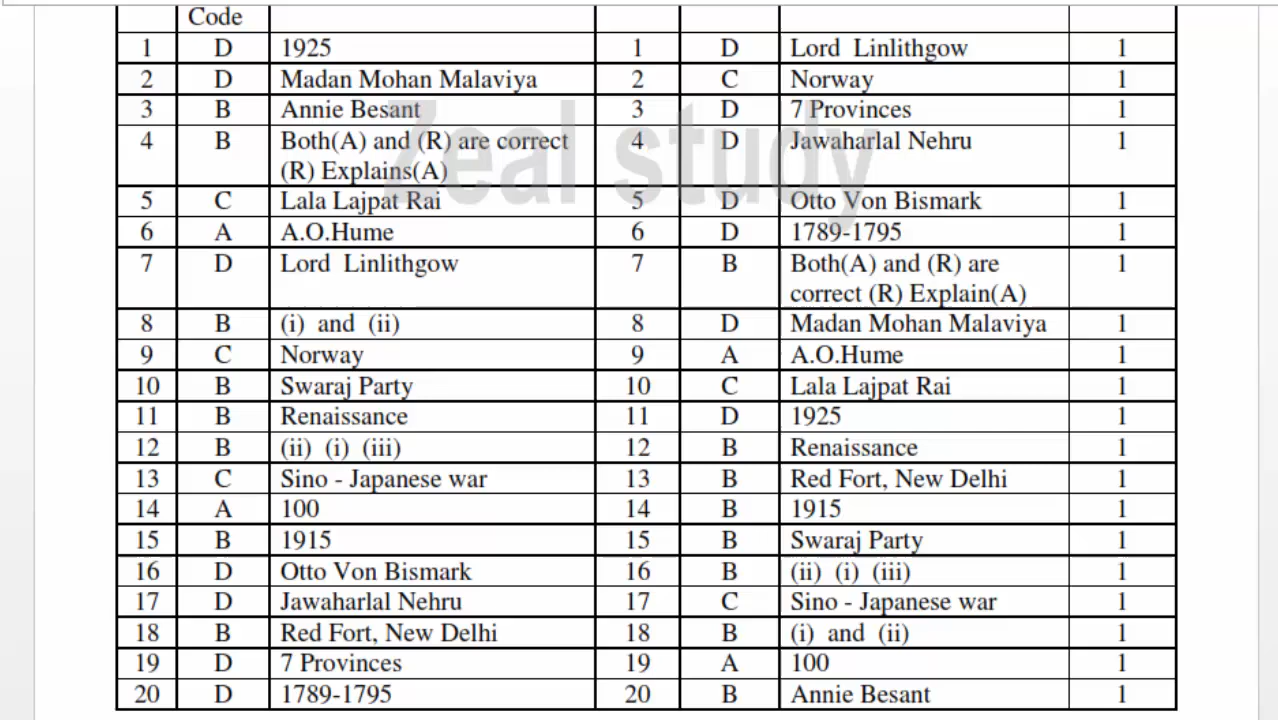 Code
1 D 1925 1 D Lord Linlithgow 1
2 D Madan Mohan Malaviya 2 C Norway 1
3 B Annie Besant 3 D 7 Provinces 1
4 B Both(A) and (R) are correct 4 D Jawaharlal Nehru 1
(R) Explains(A)
5 C Lala Lajpat Rai 5 D Otto Von Bismark 1
6 A A.O.Hume 6 D 1789-1795 1
7 D Lord Linlithgow 7 B Both(A) and (R) are 1
correct (R) Explain(A)
8 B (i) and (ii) 8 D Madan Mohan Malaviya 1
9 C Norway 9 A A.O.Hume 1
10 B Swaraj Party 10 C Lala Lajpat Rai 1
11 B Renaissance 11 D 1925 1
12 B (ii) (i) (iii) 12 B Renaissance 1
13 C Sino - Japanese war 13 B Red Fort, New Delhi 1
14 A 100 14 B 1915 1
15 B 1915 15 B Swaraj Party 1
16 D Otto Von Bismark 16 B (ii) (i) (iii) 1
17 D Jawaharlal Nehru 17 C Sino - Japanese war 1
18 B Red Fort, New Delhi 18 B (i) and (ii) 1
19 D 7 Provinces 19 A 100 1
20 D 1789-1795 20 B Annie Besant 1
Zeal study